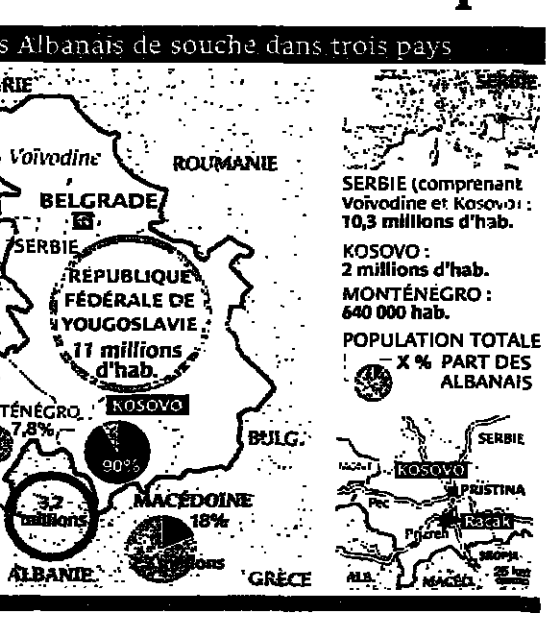 s Albanais de souche dans trois pays
RIE
Voïvodine
ROUMANIE
BELGRADE
SERBIE
RÉPUBLIQUE
FÉDÉRALE DE
YOUGOSLAVIE
11 millions
d'hab.
TÉNÉGRO
7,8%
KOSOVO
90%
BULG.
3,2
millions
MACÉDOINE
18%
ALBANIE
GRÈCE
SERBIE
SERBIE (comprenant
Voïvodine et Kosovo) :
10,3 millions d'hab.
KOSOVO :
2 millions d'hab.
MONTÉNÉGRO :
640 000 hab.
POPULATION TOTALE
X % PART DES
ALBANAIS
SERBIE
KOSOVO
PRISTINA
Pec
Racak
Prizren
SKOPJE
ALB.
MACÉD.
25 km